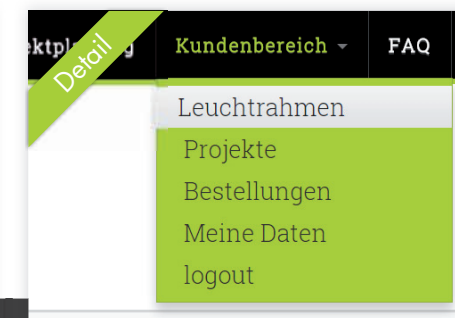 Kundenbereich
FAQ
Detail
Leuchtrahmen
Projekte
Bestellungen
Meine Daten
logout